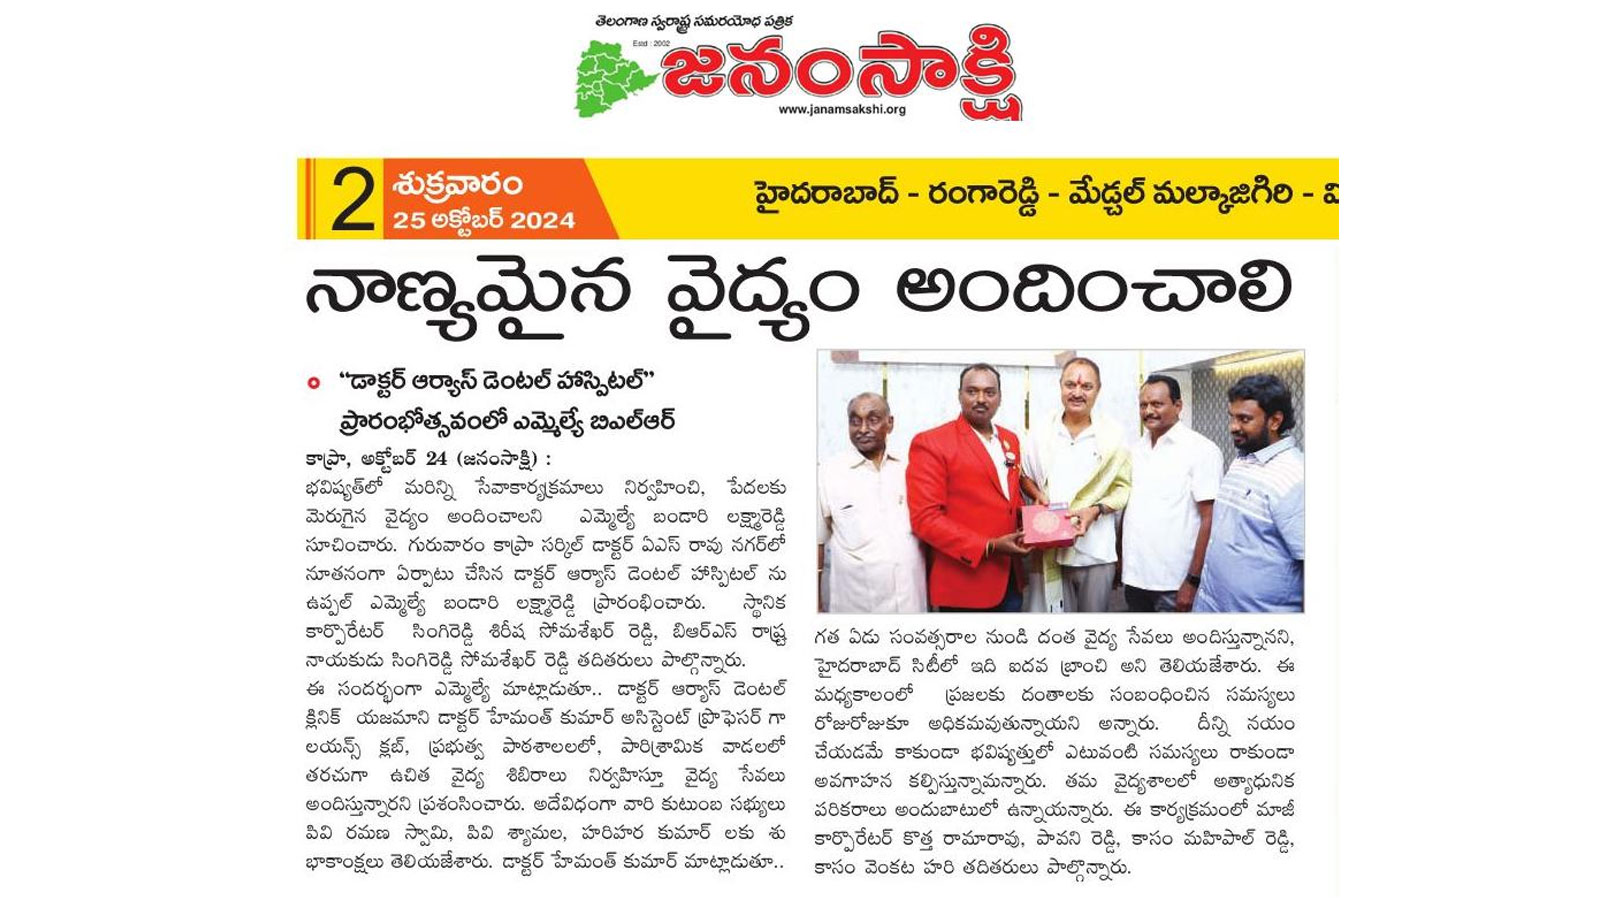 తెలంగాణ స్వరాష్ట్ర సమరయోధ పత్రిక
Estd : 2002
జనంసాక్షి
www.janamsakshi.org
2
శుక్రవారం
25 అక్టోబర్ 2024
హైదరాబాద్ - రంగారెడ్డి - మేడ్చల్ మల్కాజిగిరి - వి
నాణ్యమైన వైద్యం అందించాలి
“డాక్టర్ ఆర్యాస్ డెంటల్ హాస్పిటల్”
ప్రారంభోత్సవంలో ఎమ్మెల్యే బిఎల్ఆర్
కాప్రా, అక్టోబర్ 24 (జనంసాక్షి) :
భవిష్యత్‌లో మరిన్ని సేవాకార్యక్రమాలు నిర్వహించి, పేదలకు
మెరుగైన వైద్యం అందించాలని ఎమ్మెల్యే బండారి లక్ష్మారెడ్డి
సూచించారు. గురువారం కాప్రా సర్కిల్ డాక్టర్ ఏఎస్ రావు నగర్‌లో
నూతనంగా ఏర్పాటు చేసిన డాక్టర్ ఆర్యాస్ డెంటల్ హాస్పిటల్ ను
ఉప్పల్ ఎమ్మెల్యే బండారి లక్ష్మారెడ్డి ప్రారంభించారు. స్థానిక
కార్పొరేటర్ సింగిరెడ్డి శిరీష సోమశేఖర్ రెడ్డి, బిఆర్ఎస్ రాష్ట్ర
నాయకుడు సింగిరెడ్డి సోమశేఖర్ రెడ్డి తదితరులు పాల్గొన్నారు.
ఈ సందర్భంగా ఎమ్మెల్యే మాట్లాడుతూ.. డాక్టర్ ఆర్యాస్ డెంటల్
క్లినిక్ యజమాని డాక్టర్ హేమంత్ కుమార్ అసిస్టెంట్ ప్రొఫెసర్ గా
లయన్స్ క్లబ్, ప్రభుత్వ పాఠశాలలలో, పారిశ్రామిక వాడలలో
తరచుగా ఉచిత వైద్య శిబిరాలు నిర్వహిస్తూ వైద్య సేవలు
అందిస్తున్నారని ప్రశంసించారు. అదేవిధంగా వారి కుటుంబ సభ్యులు
పివి రమణ స్వామి, పివి శ్యామల, హరిహర కుమార్ లకు శు
భాకాంక్షలు తెలియజేశారు. డాక్టర్ హేమంత్ కుమార్ మాట్లాడుతూ..
గత ఏడు సంవత్సరాల నుండి దంత వైద్య సేవలు అందిస్తున్నానని,
హైదరాబాద్ సిటీలో ఇది ఐదవ బ్రాంచి అని తెలియజేశారు. ఈ
మధ్యకాలంలో ప్రజలకు దంతాలకు సంబంధించిన సమస్యలు
రోజురోజుకూ అధికమవుతున్నాయని అన్నారు. దీన్ని నయం
చేయడమే కాకుండా భవిష్యత్తులో ఎటువంటి సమస్యలు రాకుండా
అవగాహన కల్పిస్తున్నామన్నారు. తమ వైద్యశాలలో అత్యాధునిక
పరికరాలు అందుబాటులో ఉన్నాయన్నారు. ఈ కార్యక్రమంలో మాజీ
కార్పొరేటర్ కొత్త రామారావు, పావని రెడ్డి, కాసం మహిపాల్ రెడ్డి,
కాసం వెంకట హరి తదితరులు పాల్గొన్నారు.